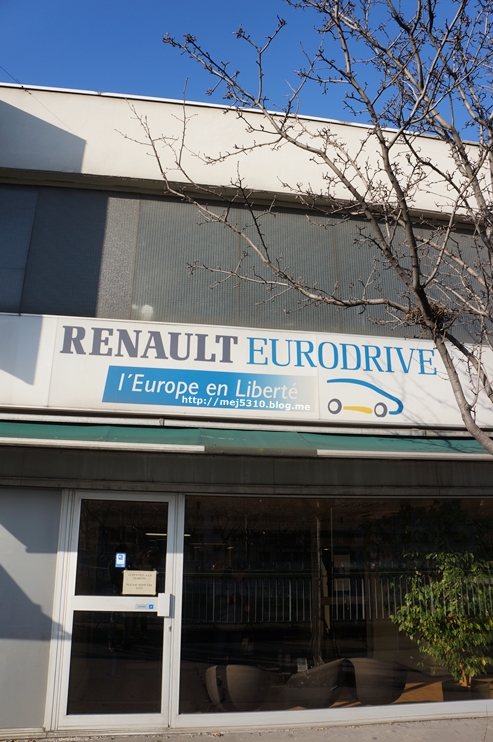 RENAULT EURODRIVE
l'Europe en Liberté
http://mej5310.blog.me